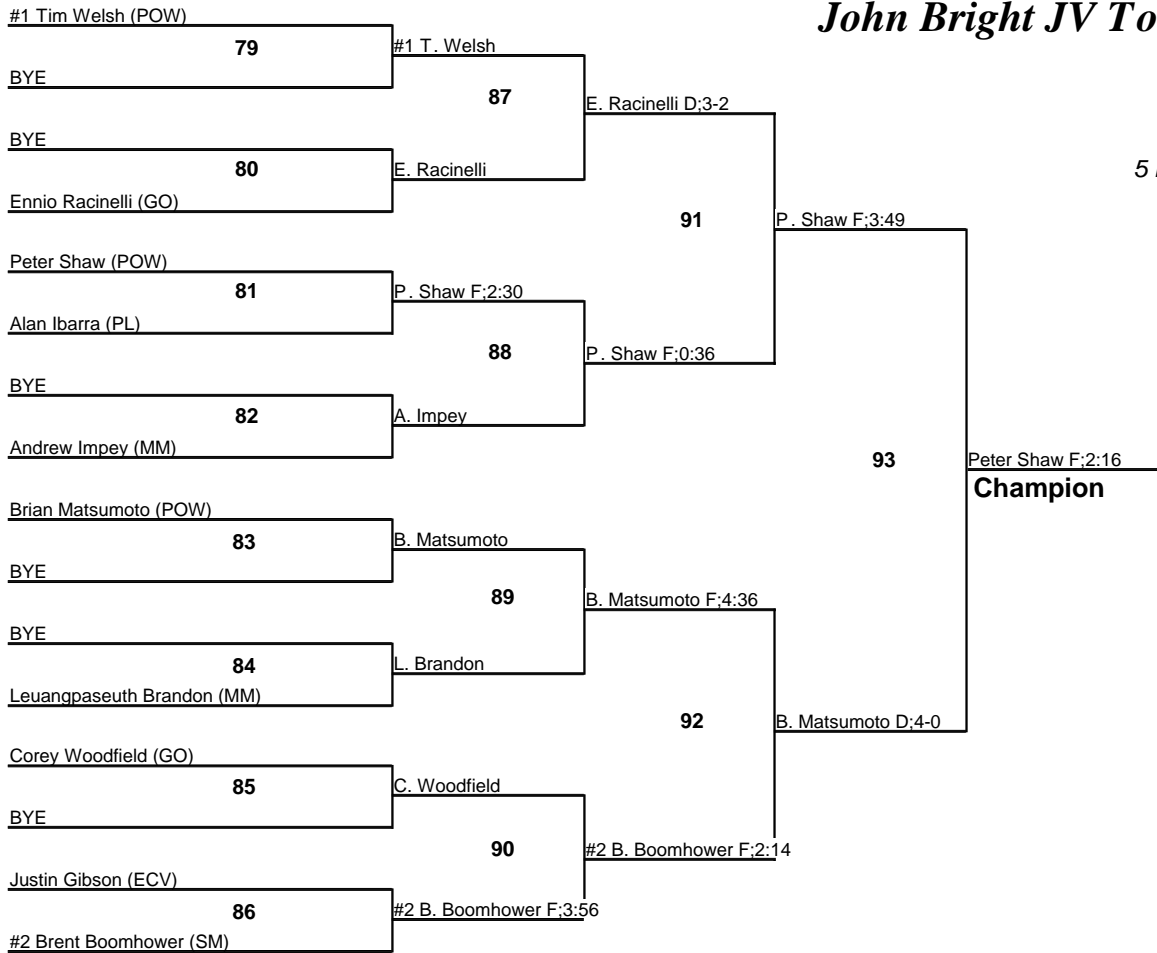 #1 Tim Welsh (POW)
John Bright JV To
79
#1 T. Welsh
BYE
87
E. Racinelli D;3-2
BYE
80
E. Racinelli
5
Ennio Racinelli (GO)
91
P. Shaw F;3:49
Peter Shaw (POW)
81
P. Shaw F;2:30
Alan Ibarra (PL)
88
P. Shaw F;0:36
BYE
82
A. Impey
Andrew Impey (MM)
93
Peter Shaw F;2:16
Champion
Brian Matsumoto (POW)
83
B. Matsumoto
BYE
89
B. Matsumoto F;4:36
BYE
84
L. Brandon
Leuangpaseuth Brandon (MM)
92
B. Matsumoto D;4-0
Corey Woodfield (GO)
85
C. Woodfield
BYE
90
#2 B. Boomhower F;2:14
Justin Gibson (ECV)
86
#2 B. Boomhower F;3:56
#2 Brent Boomhower (SM)